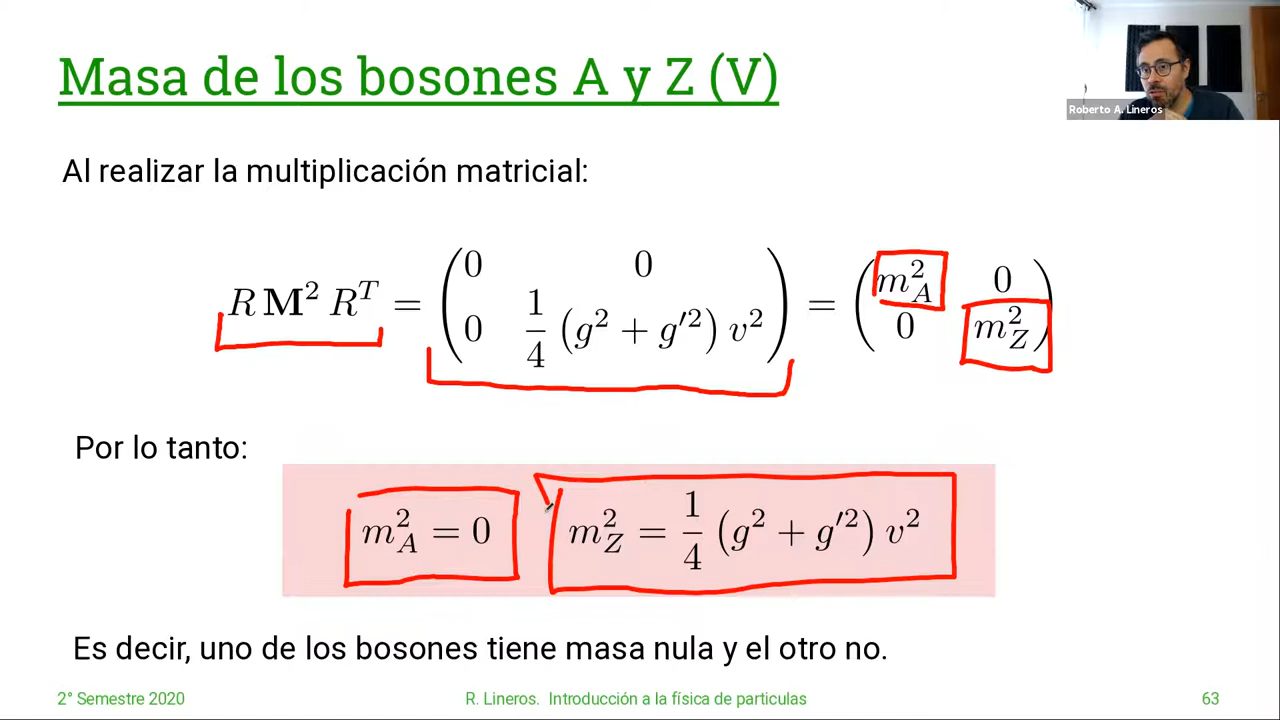 Masa de los bosones A y Z (V)
Roberto A. Lineros
Al realizar la multiplicación matricial:
R M² Rᵀ = ( 0 0 ; 0 1/4 (g² + g′²) v² ) = ( m_A² 0 ; 0 m_Z² )
Por lo tanto:
m_A² = 0 m_Z² = 1/4 (g² + g′²) v²
Es decir, uno de los bosones tiene masa nula y el otro no.
2° Semestre 2020 R. Lineros. Introducción a la física de particulas 63